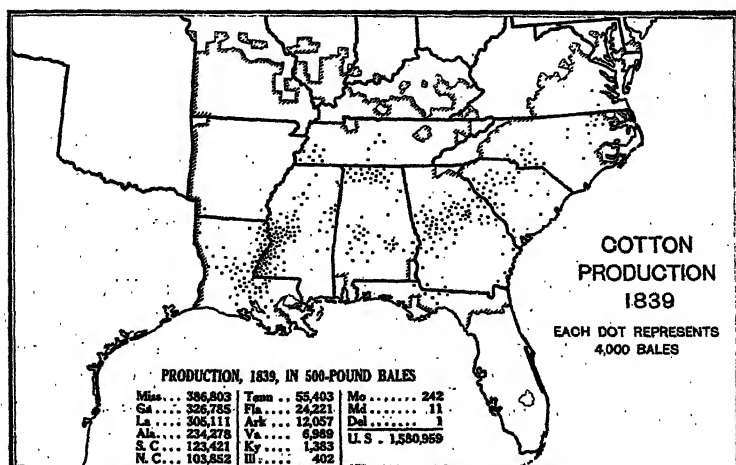 COTTON
PRODUCTION
1839
EACH DOT REPRESENTS
4,000 BALES
PRODUCTION, 1839, IN 500-POUND BALES
Miss... 386,803 | Tenn .. 55,403 | Mo ........ 242
Ga .... 326,785 | Fla..... 24,221 | Md ....... 11
La .... 305,111 | Ark .... 12,057 | Del ........ 1
Ala.... 234,278 | Va ..... 6,989 | U. S . 1,580,959
S. C... 123,421 | Ky ..... 1,383
N. C... 103,852 | Ill ..... 402